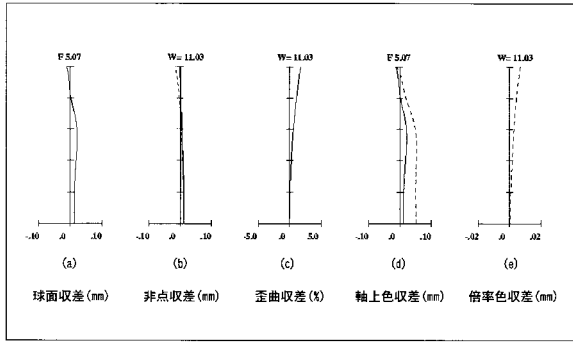 F 5.07 W= 11.03 W= 11.03 F 5.07 W= 11.03
-.10 .0 .10 -.10 .0 .10 -5.0 .0 5.0 -.10 .0 .10 -.02 .0 .02
(a) (b) (c) (d) (e)
球面収差(mm) 非点収差(mm) 歪曲収差(%) 軸上色収差(mm) 倍率色収差(mm)